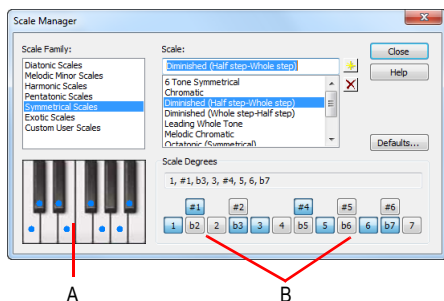 Scale Manager
x
Scale Family:
Diatonic Scales
Melodic Minor Scales
Harmonic Scales
Pentatonic Scales
Symmetrical Scales
Exotic Scales
Custom User Scales
Scale:
Diminished (Half step-Whole step)
6 Tone Symmetrical
Chromatic
Diminished (Half step-Whole step)
Diminished (Whole step-Half step)
Leading Whole Tone
Melodic Chromatic
Octatonic (Symmetrical)
Close
Help
Defaults...
Scale Degrees
1, #1, b3, 3, #4, 5, 6, b7
#1 #2 #4 #5 #6
1 b2 2 b3 3 4 b5 5 b6 6 b7 7
A B